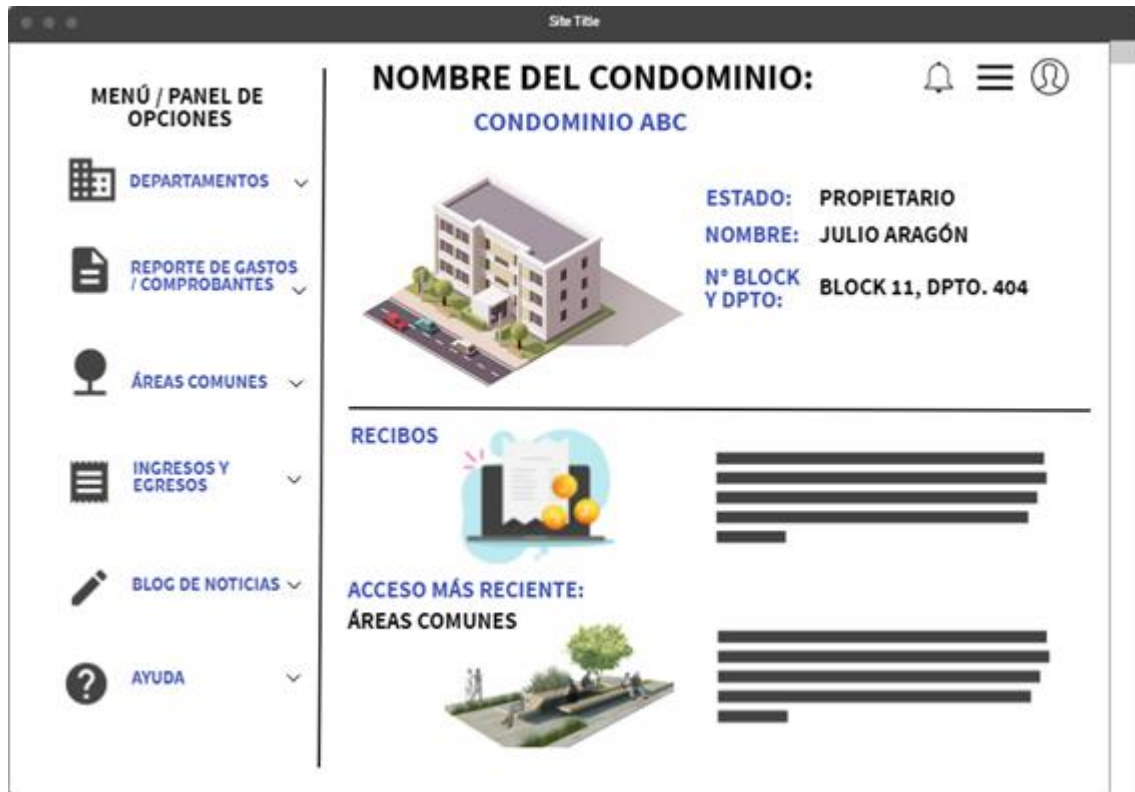 Site Title
MENÚ / PANEL DE
OPCIONES
DEPARTAMENTOS
REPORTE DE GASTOS
/ COMPROBANTES
ÁREAS COMUNES
INGRESOS Y
EGRESOS
BLOG DE NOTICIAS
AYUDA
NOMBRE DEL CONDOMINIO:
CONDOMINIO ABC
ESTADO: PROPIETARIO
NOMBRE: JULIO ARAGÓN
N° BLOCK
Y DPTO: BLOCK 11, DPTO. 404
RECIBOS
ACCESO MÁS RECIENTE:
ÁREAS COMUNES